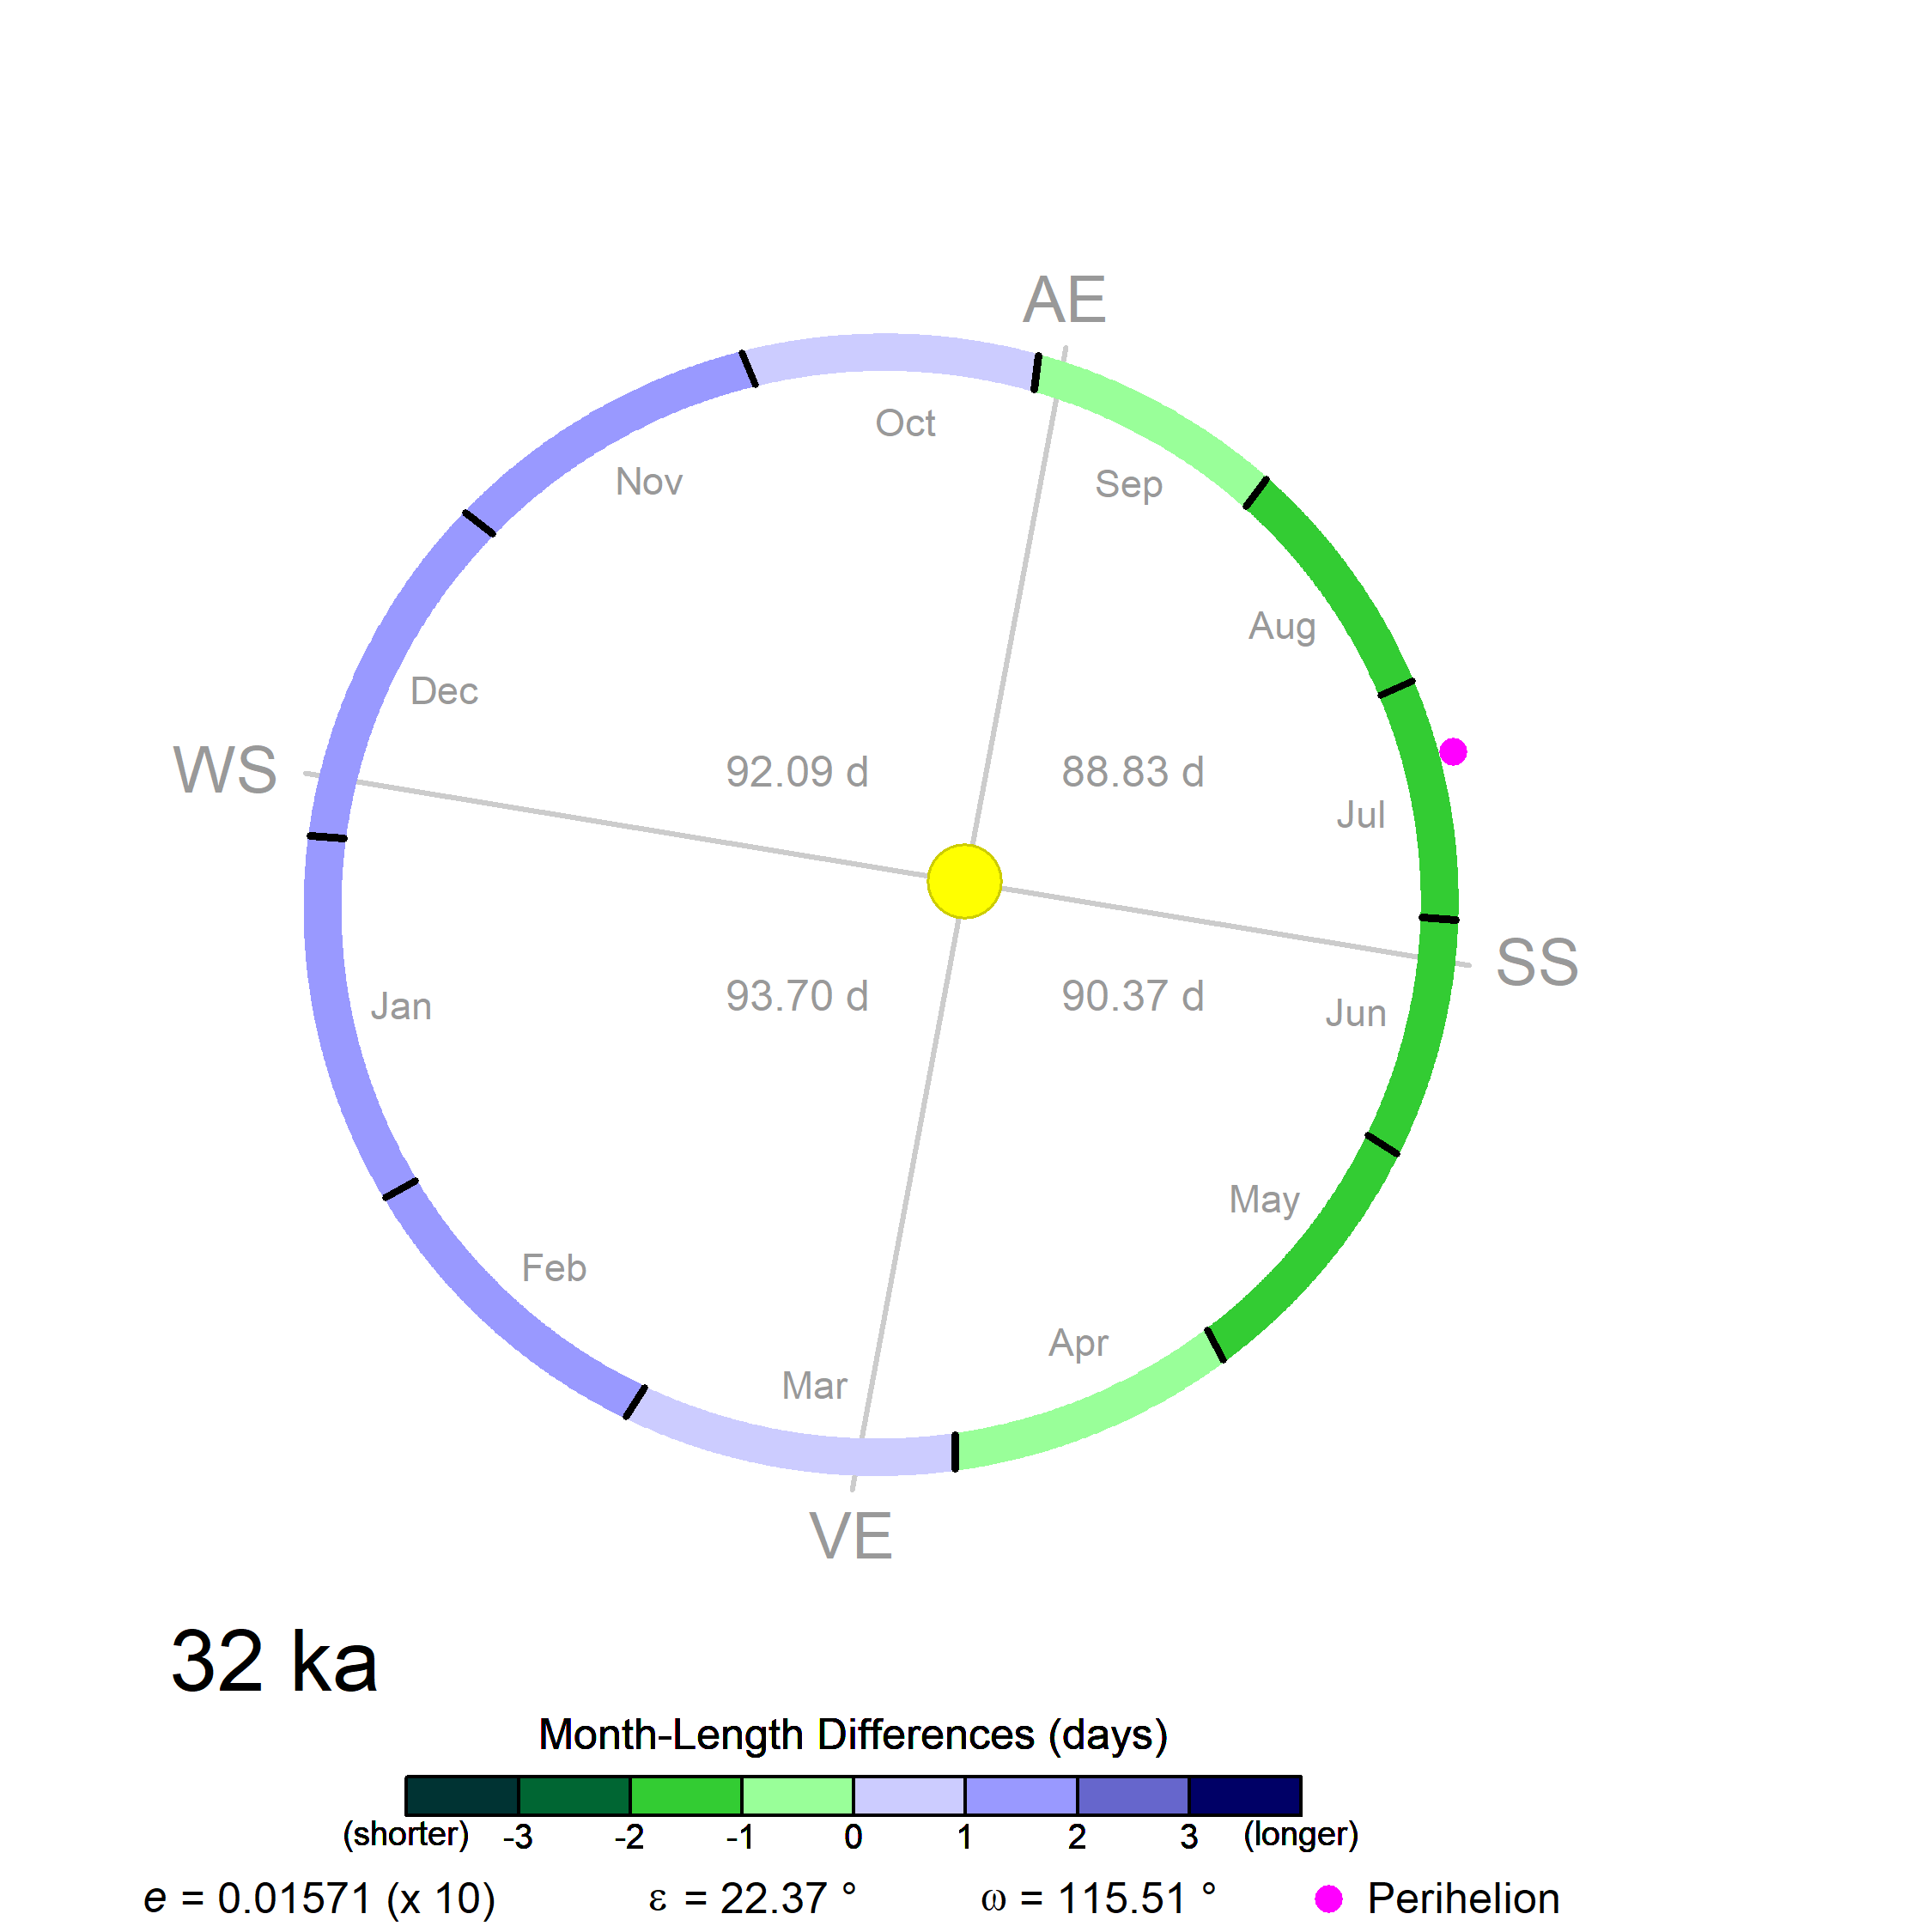 AE
Oct
Sep
Nov
Aug
Dec
WS
92.09 d
88.83 d
Jul
SS
93.70 d
90.37 d
Jan
Jun
May
Feb
Apr
Mar
VE
32 ka
Month-Length Differences (days)
(shorter) -3 -2 -1 0 1 2 3 (longer)
e = 0.01571 (x 10) ε = 22.37 ° ω = 115.51 ° Perihelion